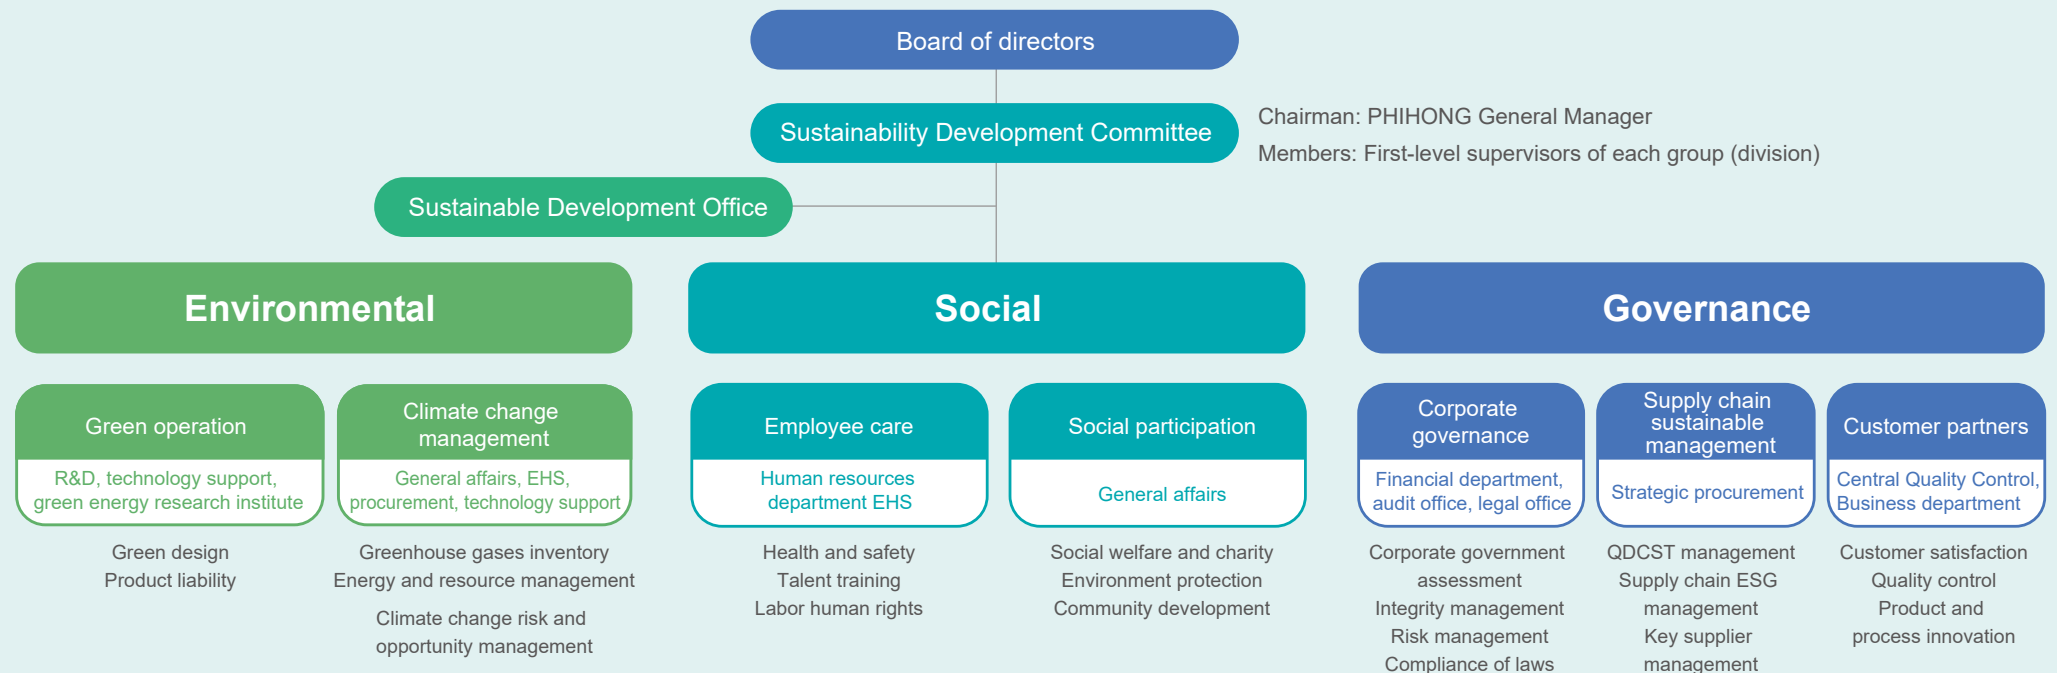 Board of directors
Sustainability Development Committee
Chairman: PHIHONG General Manager
Members: First-level supervisors of each group (division)
Sustainable Development Office
Environmental
Social
Governance
Green operation
R&D, technology support,
green energy research institute
Green design
Product liability
Climate change
management
General affairs, EHS,
procurement, technology support
Greenhouse gases inventory
Energy and resource management
Climate change risk and
opportunity management
Employee care
Human resources
department EHS
Health and safety
Talent training
Labor human rights
Social participation
General affairs
Social welfare and charity
Environment protection
Community development
Corporate
governance
Financial department,
audit office, legal office
Corporate government
assessment
Integrity management
Risk management
Compliance of laws
Supply chain
sustainable
management
Strategic procurement
QDCST management
Supply chain ESG
management
Key supplier
management
Customer partners
Central Quality Control,
Business department
Customer satisfaction
Quality control
Product and
process innovation